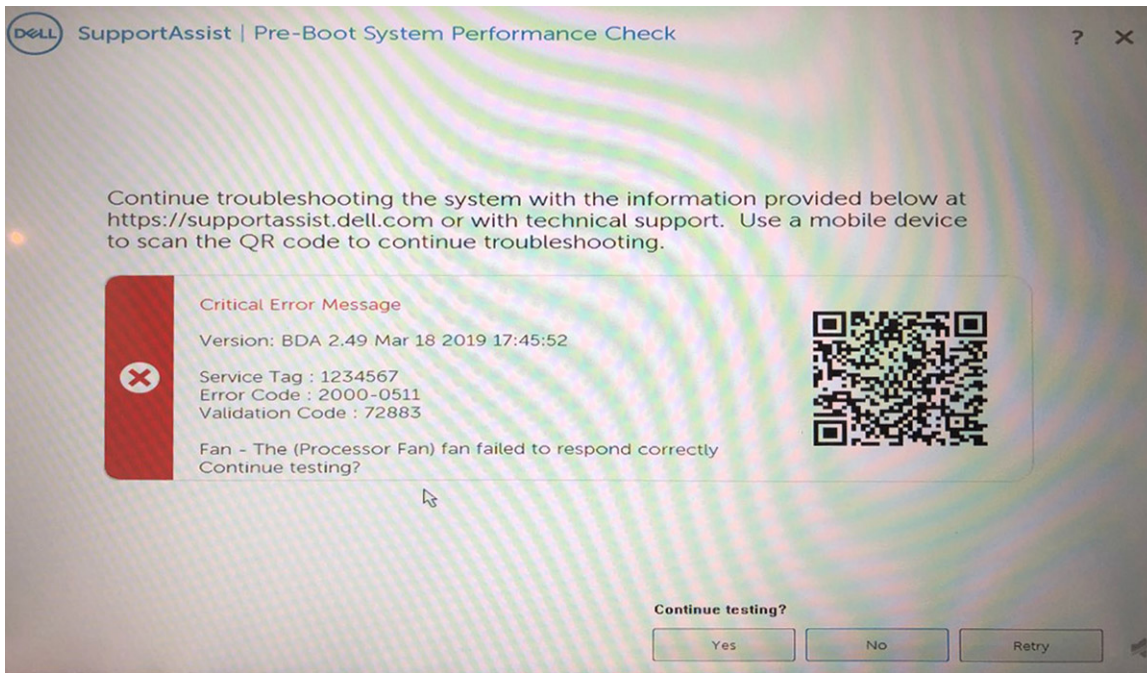 DELL SupportAssist | Pre-Boot System Performance Check ? X
Continue troubleshooting the system with the information provided below at
https://supportassist.dell.com or with technical support. Use a mobile device
to scan the QR code to continue troubleshooting.
Critical Error Message
Version: BDA 2.49 Mar 18 2019 17:45:52
Service Tag : 1234567
Error Code : 2000-0511
Validation Code : 72883
Fan - The (Processor Fan) fan failed to respond correctly
Continue testing?
Continue testing?
Yes No Retry